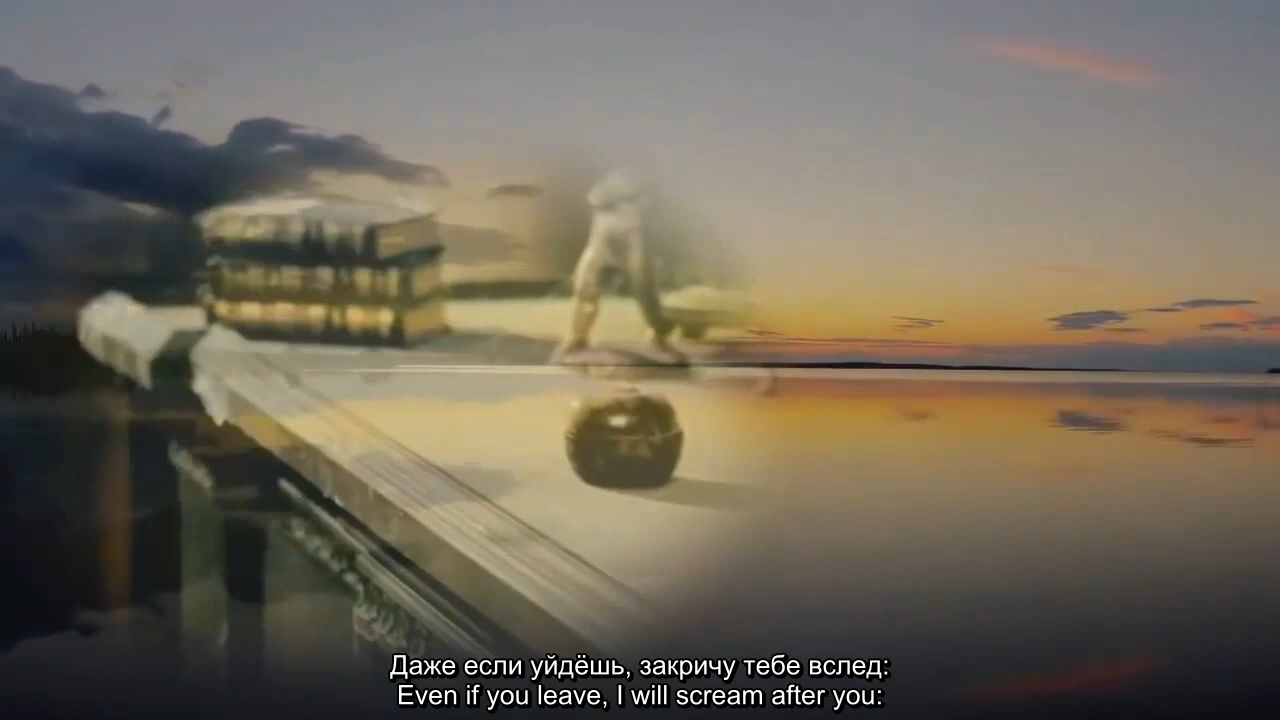 Даже если уйдёшь, закричу тебе вслед:
Even if you leave, I will scream after you: